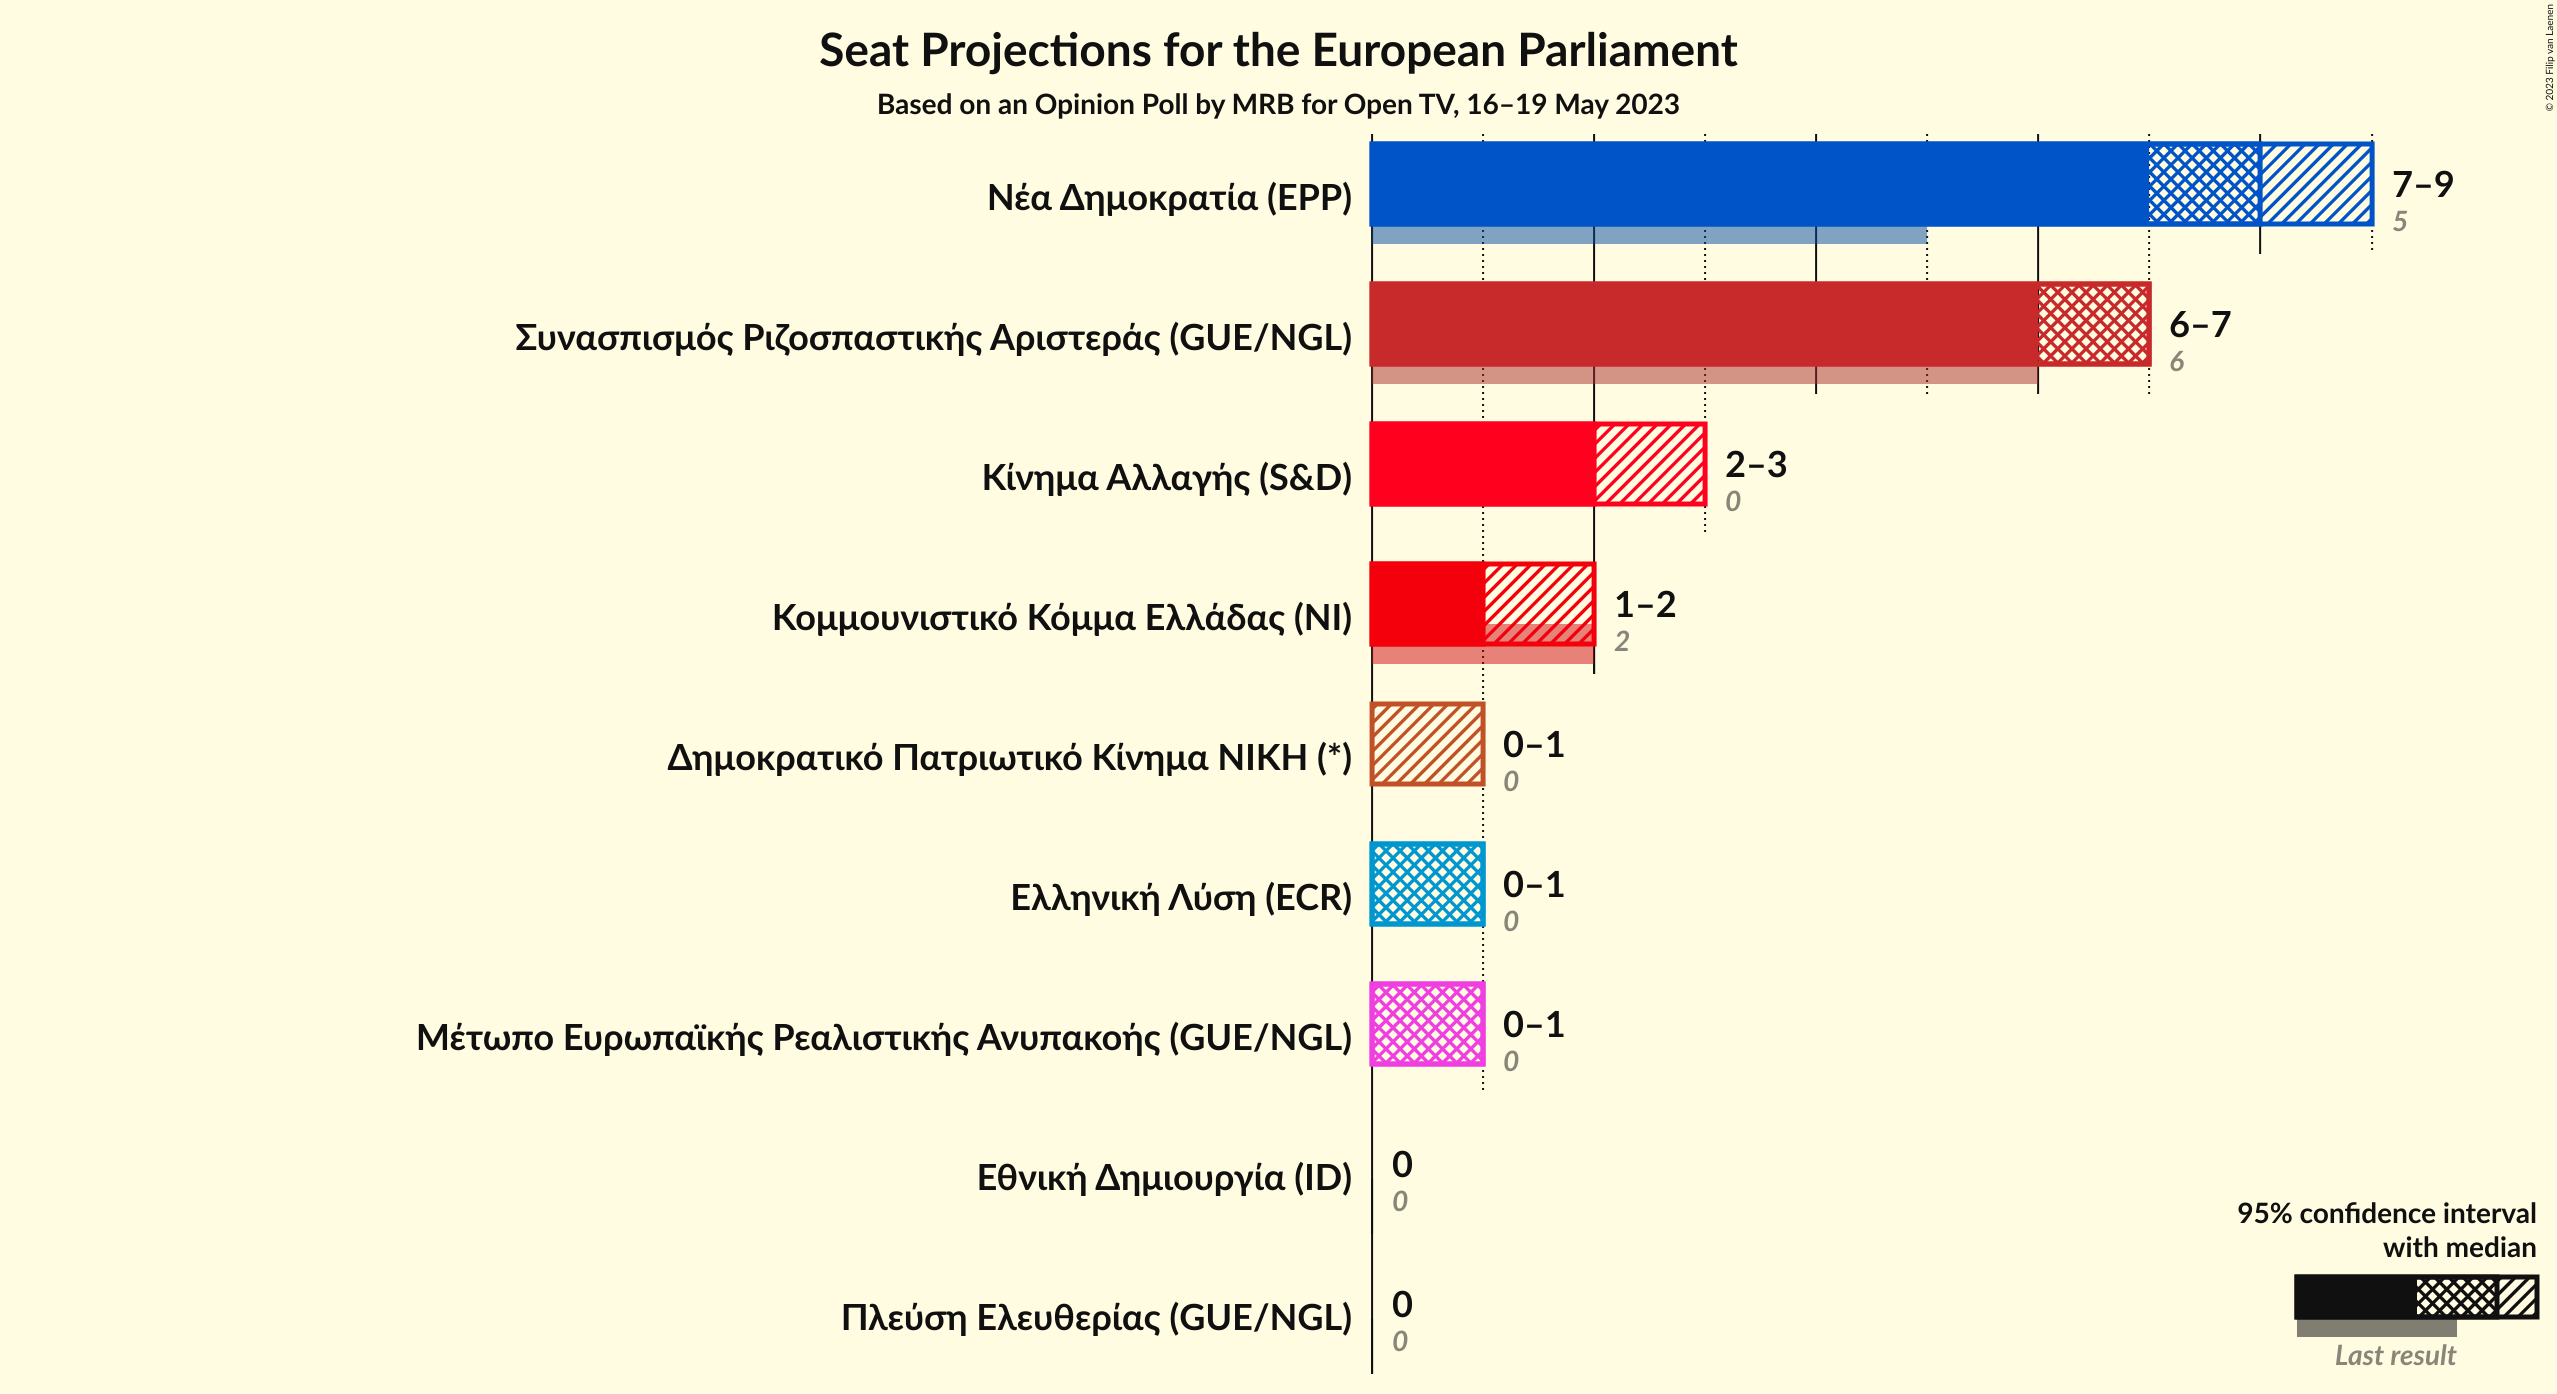 Seat Projections for the European Parliament
Based on an Opinion Poll by MRB for Open TV, 16–19 May 2023
© 2023 Filip van Laenen
Νέα Δημοκρατία (EPP)
7–9
5
Συνασπισμός Ριζοσπαστικής Αριστεράς (GUE/NGL)
6–7
6
Κίνημα Αλλαγής (S&D)
2–3
0
Κομμουνιστικό Κόμμα Ελλάδας (NI)
1–2
2
Δημοκρατικό Πατριωτικό Κίνημα ΝΙΚΗ (*)
0–1
0
Ελληνική Λύση (ECR)
0–1
0
Μέτωπο Ευρωπαϊκής Ρεαλιστικής Ανυπακοής (GUE/NGL)
0–1
0
Εθνική Δημιουργία (ID)
0
0
Πλεύση Ελευθερίας (GUE/NGL)
0
0
95% confidence interval
with median
Last result